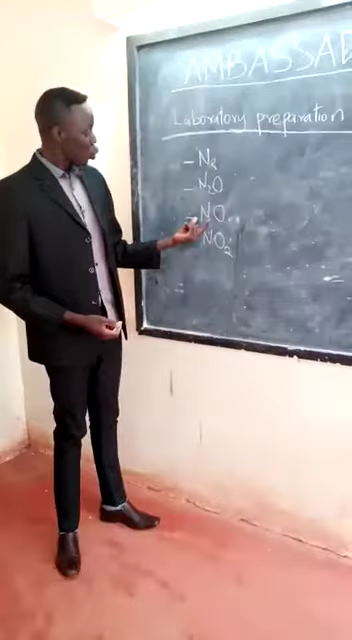 AMBASSAD
Laboratory preparation
- N₂
- N₂O
- NO
- NO₂